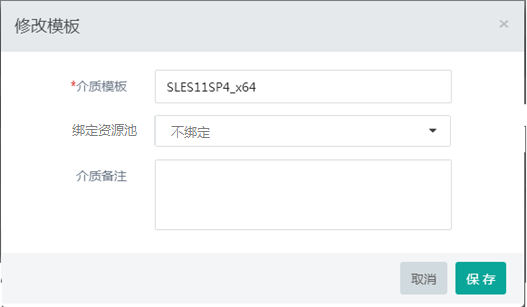 修改模板 ×
*介质模板 SLES11SP4_x64
绑定资源池 不绑定
介质备注
取消 保存